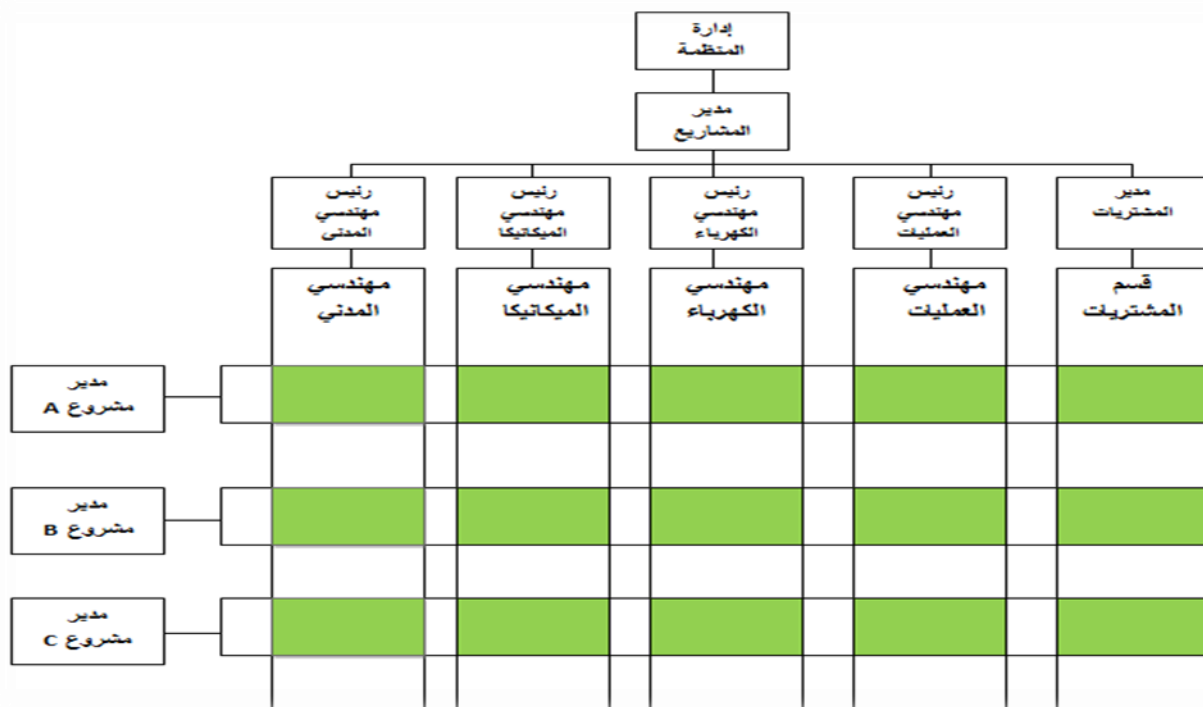 إدارة
المنظمة
مدير
المشاريع
رئيس
مهندسي
المدني
رئيس
مهندسي
الميكانيكا
رئيس
مهندسي
الكهرباء
رئيس
مهندسي
العمليات
مدير
المشتريات
مهندسي
المدني
مهندسي
الميكانيكا
مهندسي
الكهرباء
مهندسي
العمليات
قسم
المشتريات
مدير
مشروع A
مدير
مشروع B
مدير
مشروع C